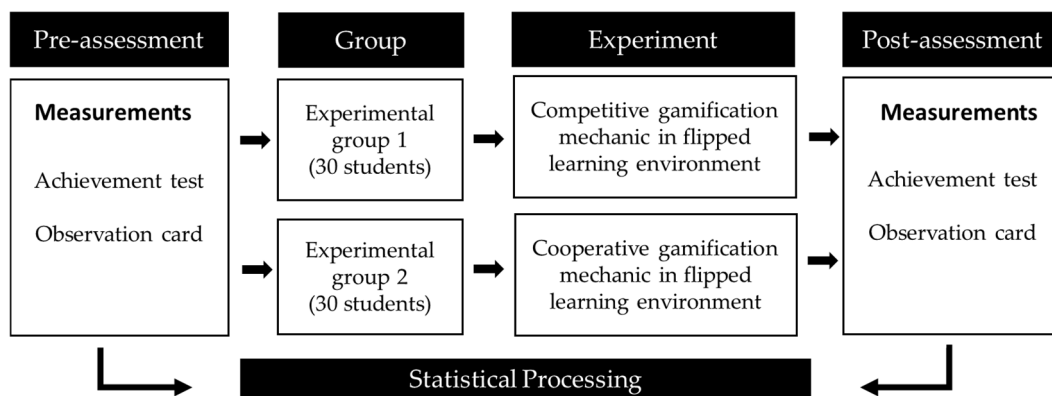 Pre-assessment
Group
Experiment
Post-assessment
Measurements
Achievement test
Observation card
Experimental
group 1
(30 students)
Competitive gamification
mechanic in flipped
learning environment
Measurements
Achievement test
Observation card
Experimental
group 2
(30 students)
Cooperative gamification
mechanic in flipped
learning environment
Statistical Processing